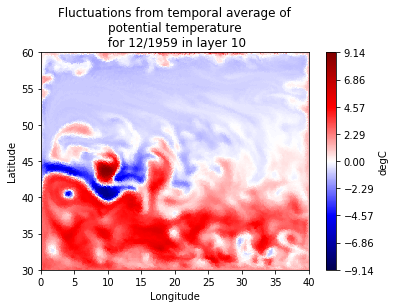 Fluctuations from temporal average of
potential temperature
for 12/1959 in layer 10
60
55
50
45
40
35
30
Latitude
0 5 10 15 20 25 30 35 40
Longitude
9.14
6.86
4.57
2.29
0.00
−2.29
−4.57
−6.86
−9.14
degC